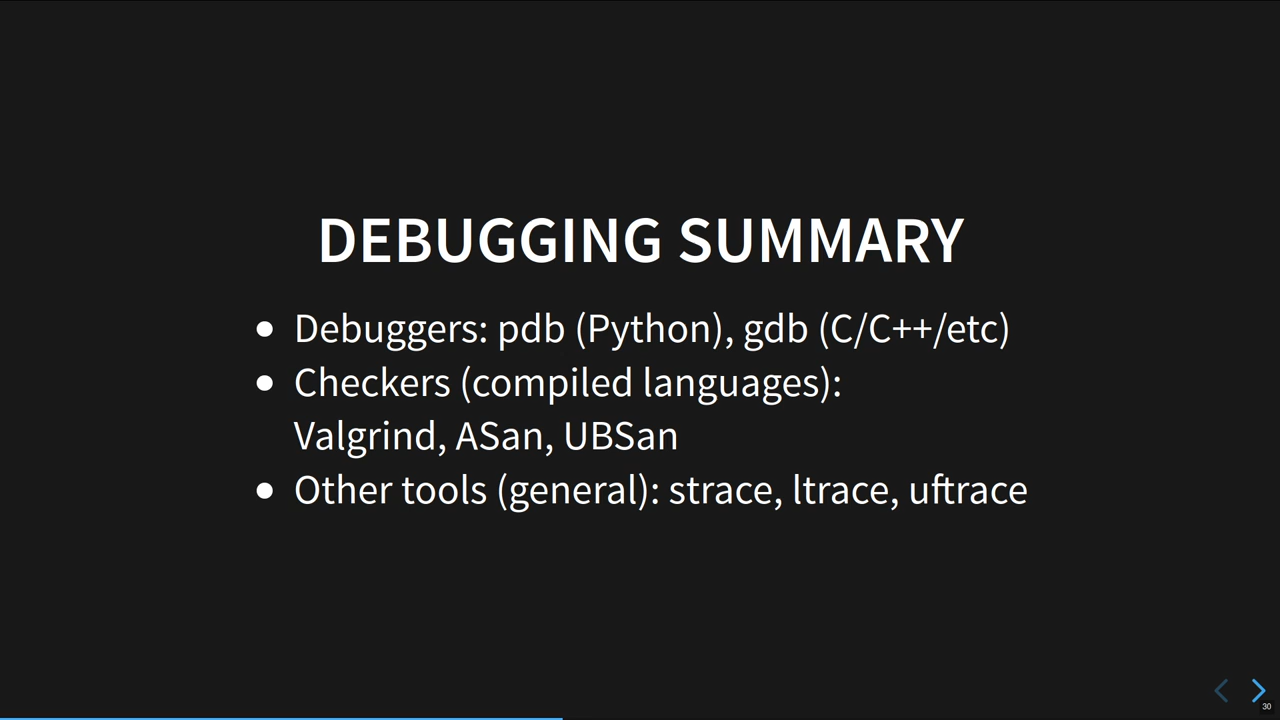 DEBUGGING SUMMARY
• Debuggers: pdb (Python), gdb (C/C++/etc)
• Checkers (compiled languages):
Valgrind, ASan, UBSan
• Other tools (general): strace, ltrace, uftrace
30